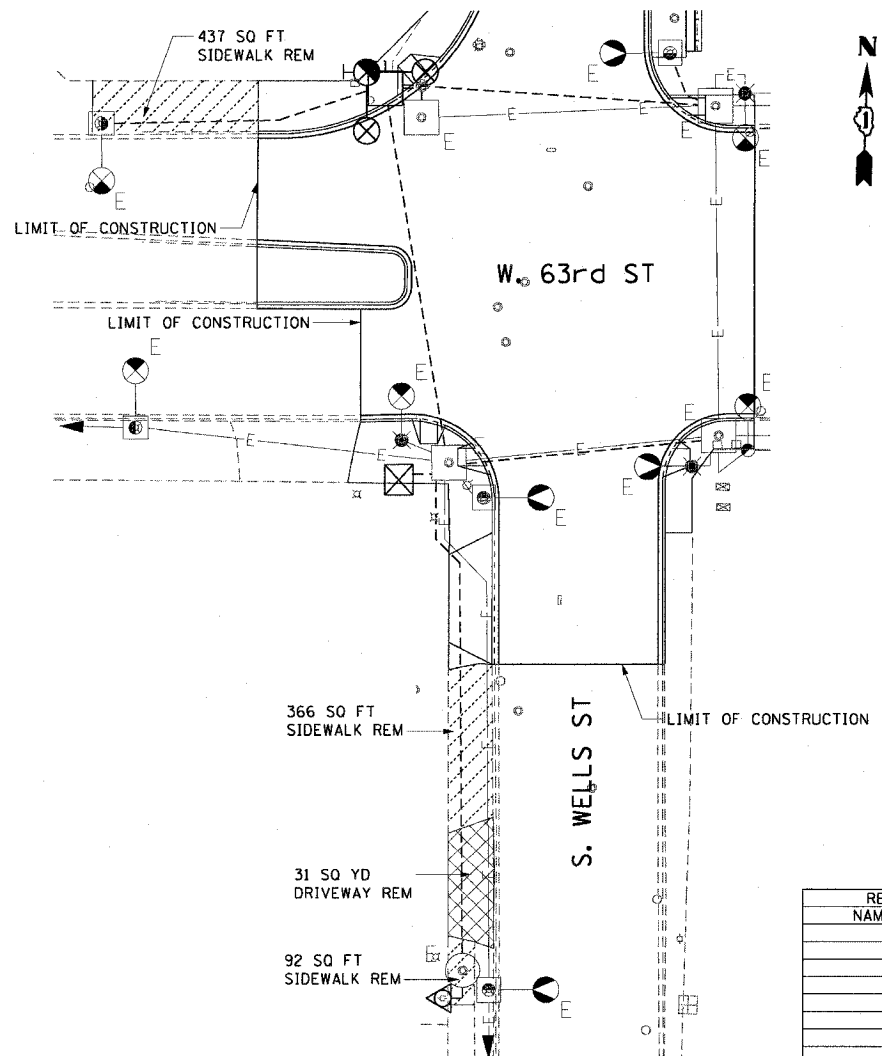 437 SQ FT
SIDEWALK REM
N
1
E
E
E
E
E
E
E
E
E
LIMIT OF CONSTRUCTION
W. 63rd ST
LIMIT OF CONSTRUCTION
E
E
E
E
E
E
E
E
E
E
E
E
E
366 SQ FT
SIDEWALK REM
LIMIT OF CONSTRUCTION
S. WELLS ST
E
31 SQ YD
DRIVEWAY REM
E
92 SQ FT
SIDEWALK REM
E
E
E